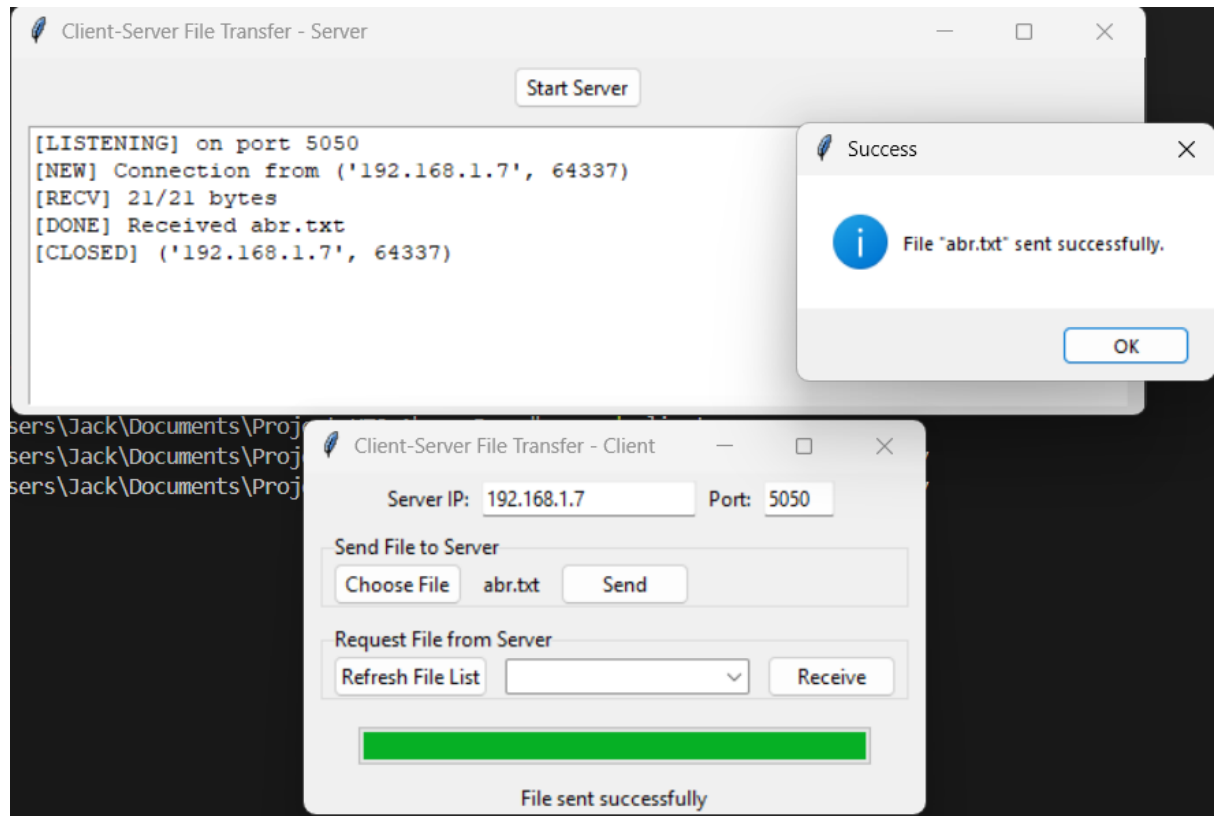 Client-Server File Transfer - Server
Start Server
[LISTENING] on port 5050
[NEW] Connection from ('192.168.1.7', 64337)
[RECV] 21/21 bytes
[DONE] Received abr.txt
[CLOSED] ('192.168.1.7', 64337)
Success
File "abr.txt" sent successfully.
OK
sers\Jack\Documents\Proj
sers\Jack\Documents\Proj
sers\Jack\Documents\Proj
Client-Server File Transfer - Client
Server IP: 192.168.1.7 Port: 5050
Send File to Server
Choose File abr.txt Send
Request File from Server
Refresh File List Receive
File sent successfully